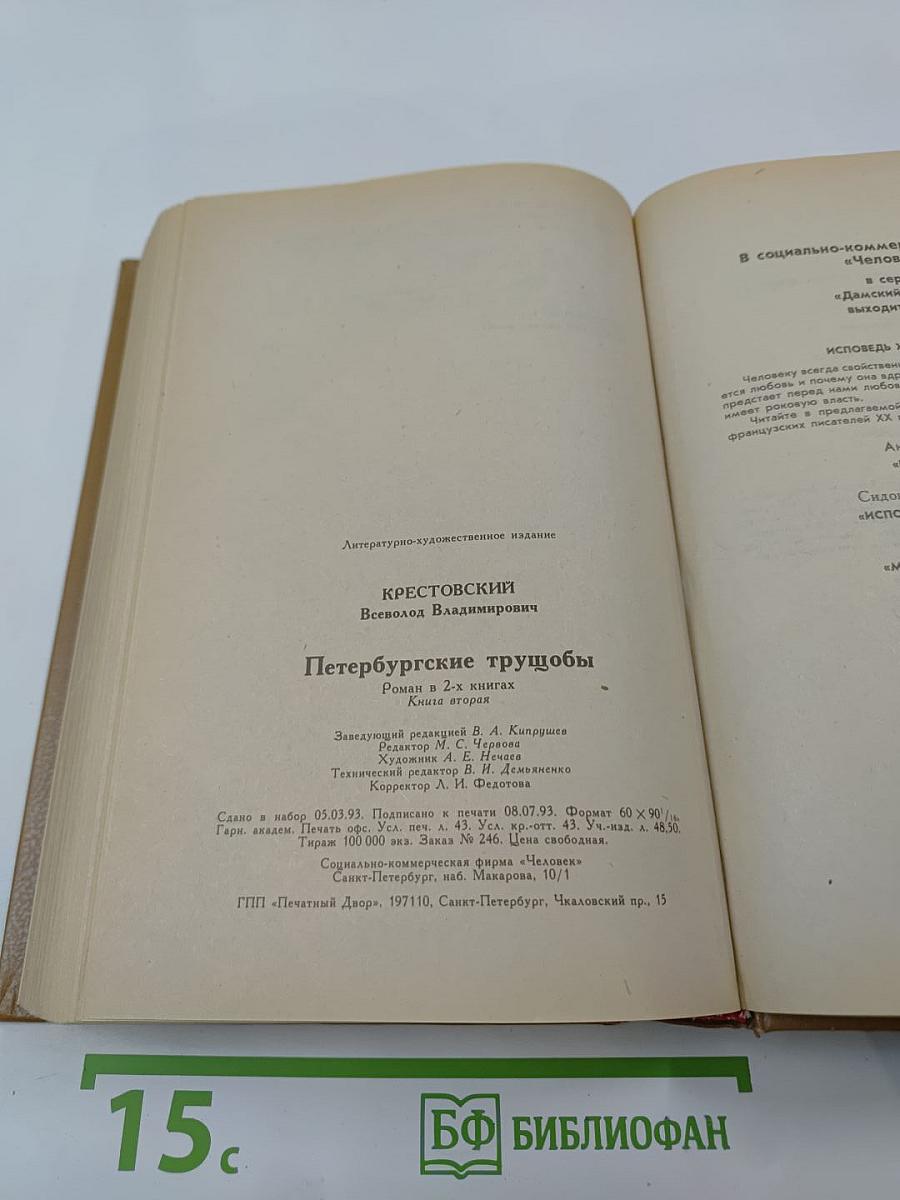 Литературно-художественное издание
КРЕСТОВСКИЙ
Всеволод Владимирович
Петербургские трущобы
Роман в 2-х книгах
Книга вторая
Заведующий редакцией В. А. Кипрушев
Редактор М. С. Червова
Художник А. Е. Нечаев
Технический редактор В. И. Демьяненко
Корректор Л. И. Федотова
Сдано в набор 05.03.93. Подписано к печати 08.07.93. Формат 60 × 90¹/₁₆.
Гарн. академ. Печать офс. Усл. печ. л. 43. Усл. кр.-отт. 43. Уч.-изд. л. 48,50.
Тираж 100 000 экз. Заказ № 246. Цена свободная.
Социально-коммерческая фирма «Человек»
Санкт-Петербург, наб. Макарова, 10/1
ГПП «Печатный Двор», 197110, Санкт-Петербург, Чкаловский пр., 15
В социально-комме
«Челов
в сер
«Дамский
выходит
ИСПОВЕДЬ
Человеку всегда свойствен
ется любовь и почему она вдр
предстает перед нами любов
имеет роковую власть.
Читайте в предлагаемой
французских писателей XX
Ан
Сидон
«ИСПО
«М
15 с
БФ БИБЛИОФАН